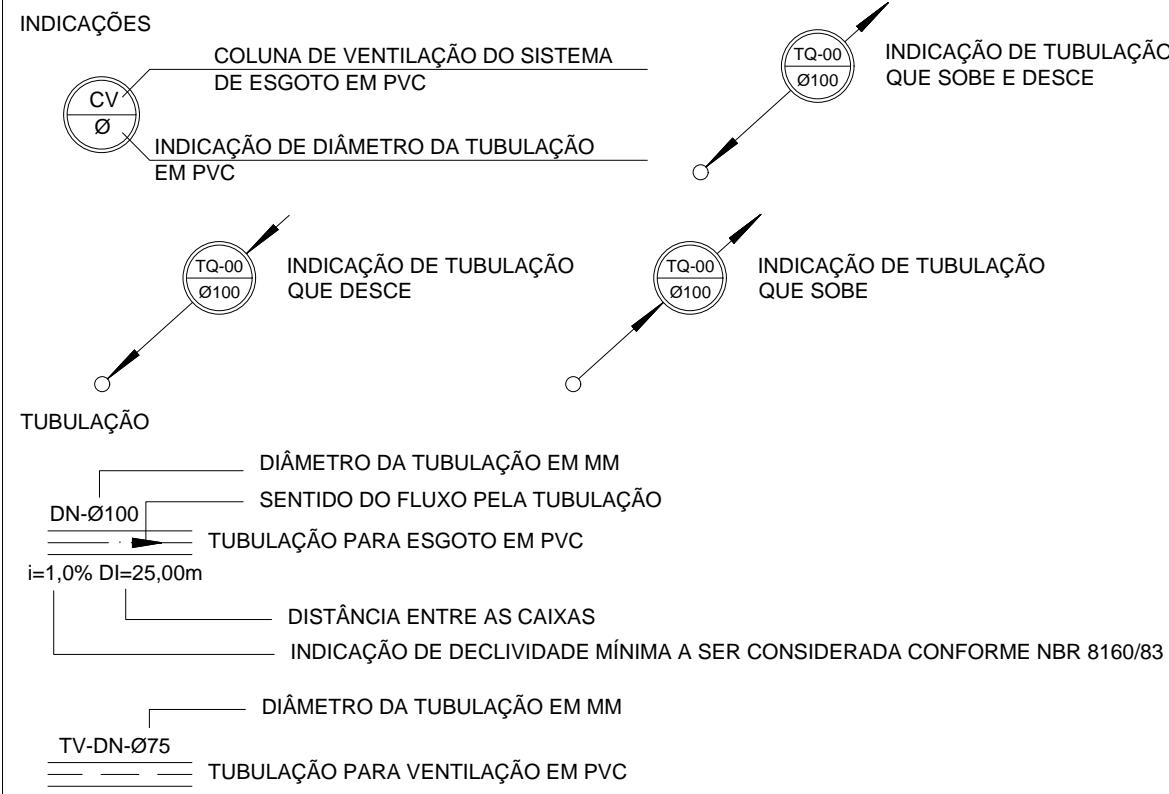 INDICAÇÕES
COLUNA DE VENTILAÇÃO DO SISTEMA
DE ESGOTO EM PVC
CV
Ø
INDICAÇÃO DE DIÂMETRO DA TUBULAÇÃO
EM PVC
TQ-00
Ø100
INDICAÇÃO DE TUBULAÇÃO
QUE SOBE E DESCE
TQ-00
Ø100
INDICAÇÃO DE TUBULAÇÃO
QUE DESCE
TQ-00
Ø100
INDICAÇÃO DE TUBULAÇÃO
QUE SOBE
TUBULAÇÃO
DIÂMETRO DA TUBULAÇÃO EM MM
SENTIDO DO FLUXO PELA TUBULAÇÃO
DN-Ø100
TUBULAÇÃO PARA ESGOTO EM PVC
i=1,0% DI=25,00m
DISTÂNCIA ENTRE AS CAIXAS
INDICAÇÃO DE DECLIVIDADE MÍNIMA A SER CONSIDERADA CONFORME NBR 8160/83
DIÂMETRO DA TUBULAÇÃO EM MM
TV-DN-Ø75
TUBULAÇÃO PARA VENTILAÇÃO EM PVC